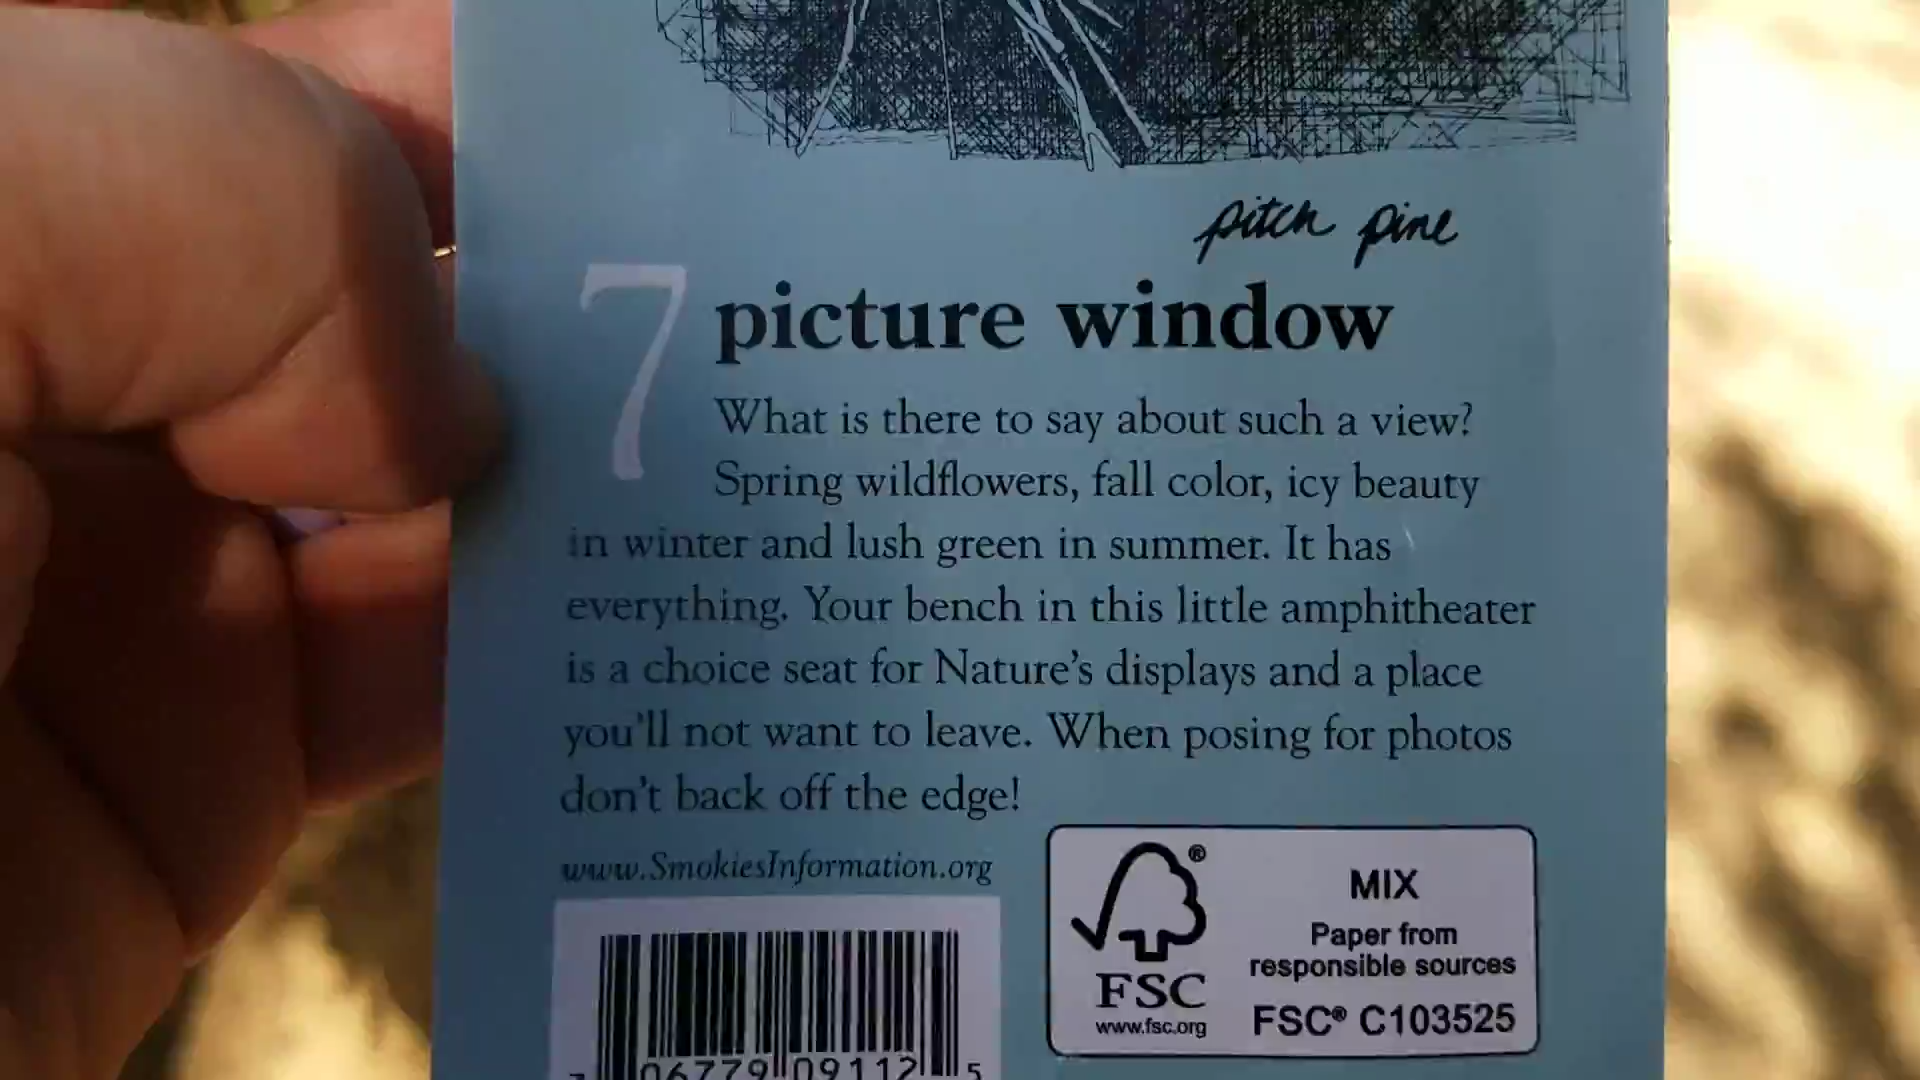 pitch pine
7 picture window
What is there to say about such a view?
Spring wildflowers, fall color, icy beauty
in winter and lush green in summer. It has
everything. Your bench in this little amphitheater
is a choice seat for Nature's displays and a place
you'll not want to leave. When posing for photos
don't back off the edge!
www.SmokiesInformation.org
®
MIX
Paper from
responsible sources
FSC
www.fsc.org
FSC® C103525
06779 09112 5